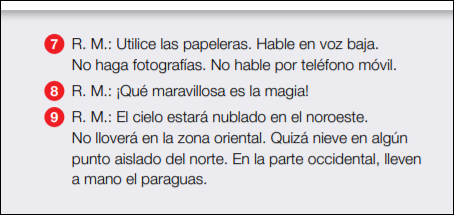 7 R. M.: Utilice las papeleras. Hable en voz baja.
No haga fotografías. No hable por teléfono móvil.
8 R. M.: ¡Qué maravillosa es la magia!
9 R. M.: El cielo estará nublado en el noroeste.
No lloverá en la zona oriental. Quizá nieve en algún
punto aislado del norte. En la parte occidental, lleven
a mano el paraguas.